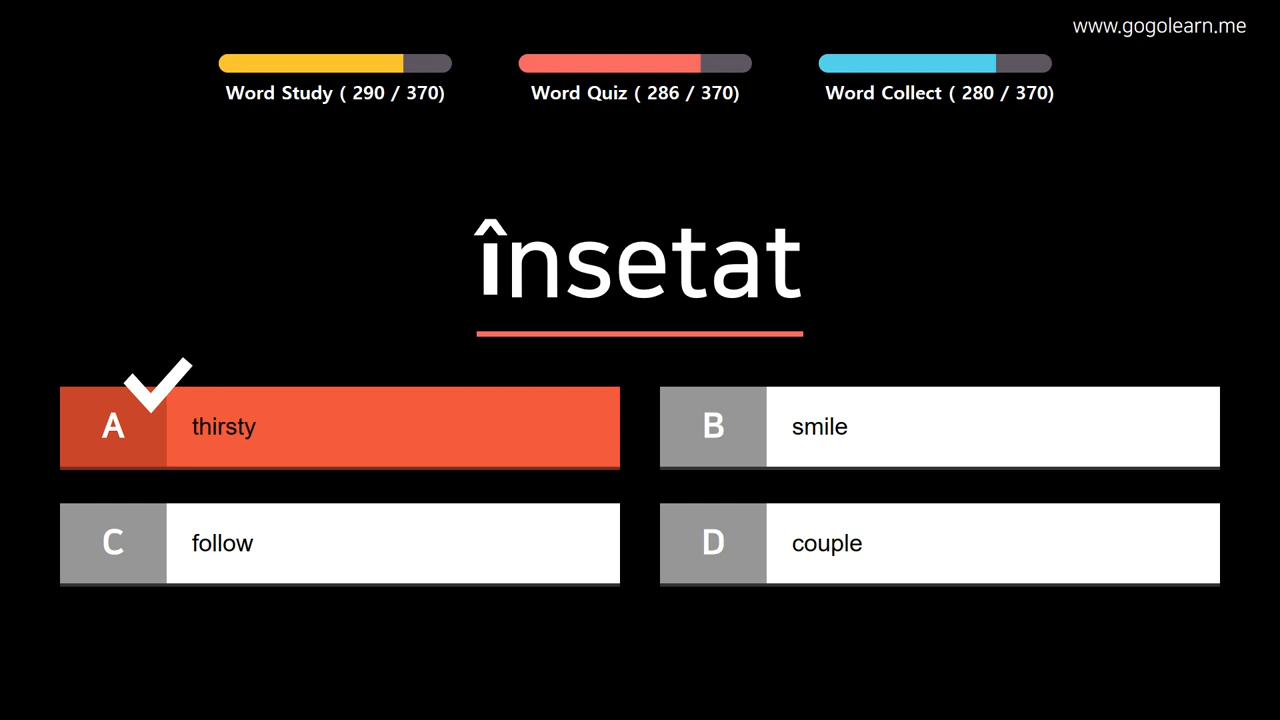 www.gogolearn.me
Word Study ( 290 / 370)
Word Quiz ( 286 / 370)
Word Collect ( 280 / 370)
însetat
A thirsty
B smile
C follow
D couple